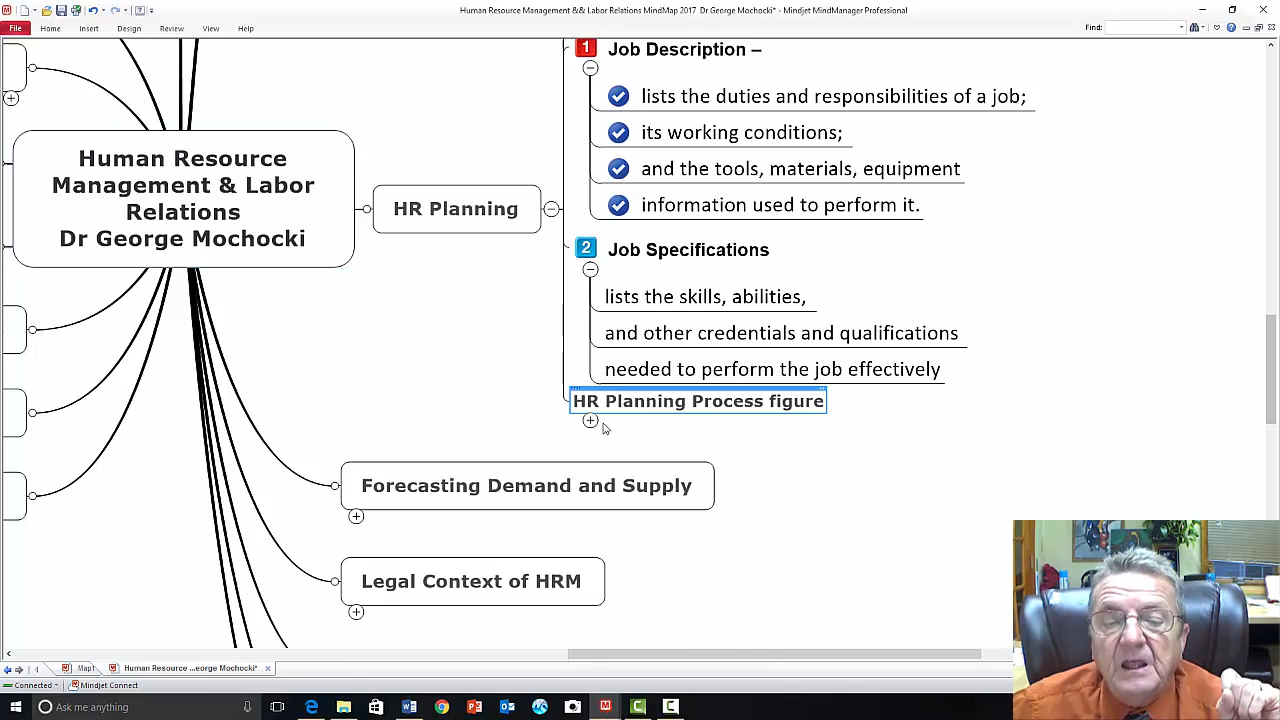 Human Resource Management && Labor Relations MindMap 2017 Dr George Mochocki* - Mindjet MindManager Professional
File Home Insert Design Review View Help
Find:
1 Job Description –
lists the duties and responsibilities of a job;
its working conditions;
and the tools, materials, equipment
information used to perform it.
Human Resource
Management & Labor
Relations
Dr George Mochocki
HR Planning
2 Job Specifications
lists the skills, abilities,
and other credentials and qualifications
needed to perform the job effectively
HR Planning Process figure
Forecasting Demand and Supply
Legal Context of HRM
Map1
Human Resource ...eorge Mochocki*
Connected
Mindjet Connect
Ask me anything